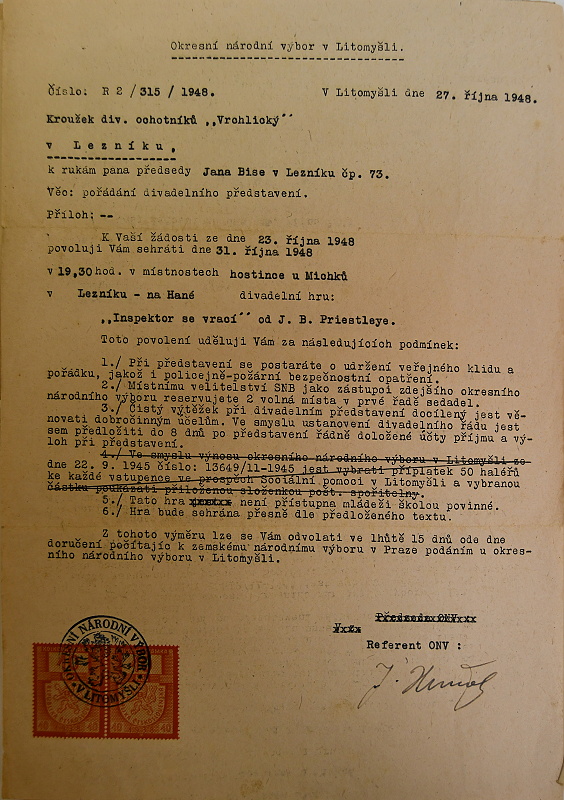 Okresní národní výbor v Litomyšli.
Číslo: R 2 / 315 / 1948.
V Litomyšli dne 27. října 1948.
Kroužek div. ochotníků ,,Vrohlický´´
v Lezníku,
k rukám pana předsedy Jana Bise v Lezníku čp. 73.
Věc: pořádání divadelního představení.
Příloh; --
K Vaší žádosti ze dne 23. října 1948
povoluji Vám sehráti dne 31. října 1948
v 19,30 hod. v místnostech hostince u Michků
v Lezníku - na Hané divadelní hru:
,,Inspektor se vrací´´ od J. B. Priestleye.
Toto povolení uděluji Vám za následujících podmínek:
1./ Při představení se postaráte o udržení veřejného klidu a
pořádku, jakož i policejně-požární bezpečnostní opatření.
2./ Místnímu velitelství SNB jako zástupci zdejšího okresního
národního výboru reservujete 2 volná místa v prvé řadě sedadel.
3./ Čistý výtěžek při divadelním představení docílený jest vě-
novati dobročinným účelům. Ve smyslu ustanovení divadelního řádu jest
sem předložiti do 8 dnů po představení řádně doložené účty příjmu a vý-
loh při představení.
4./ Ve smyslu výnosu okresního národního výboru v Litomyšli ze
dne 22. 9. 1945 číslo: 13649/11-1945 jest vybrati příplatek 50 haléřů
ke každé vstupence ve prospěch Sociální pomoci v Litomyšli a vybranou
částku poukázati přiloženou složenkou pošt. spořitelny.
5./ Tato hra není přístupna mládeži školou povinné.
6./ Hra bude sehrána přesně dle předloženého textu.
Z tohoto výměru lze se Vám odvolati ve lhůtě 15 dnů ode dne
doručení počítajíc k zemskému národnímu výboru v Praze podáním u okres-
ního národního výboru v Litomyšli.
Předseda ONV
V.z.
Referent ONV :
OKRESNÍ NÁRODNÍ VÝBOR
V LITOMYŠLI
40 40